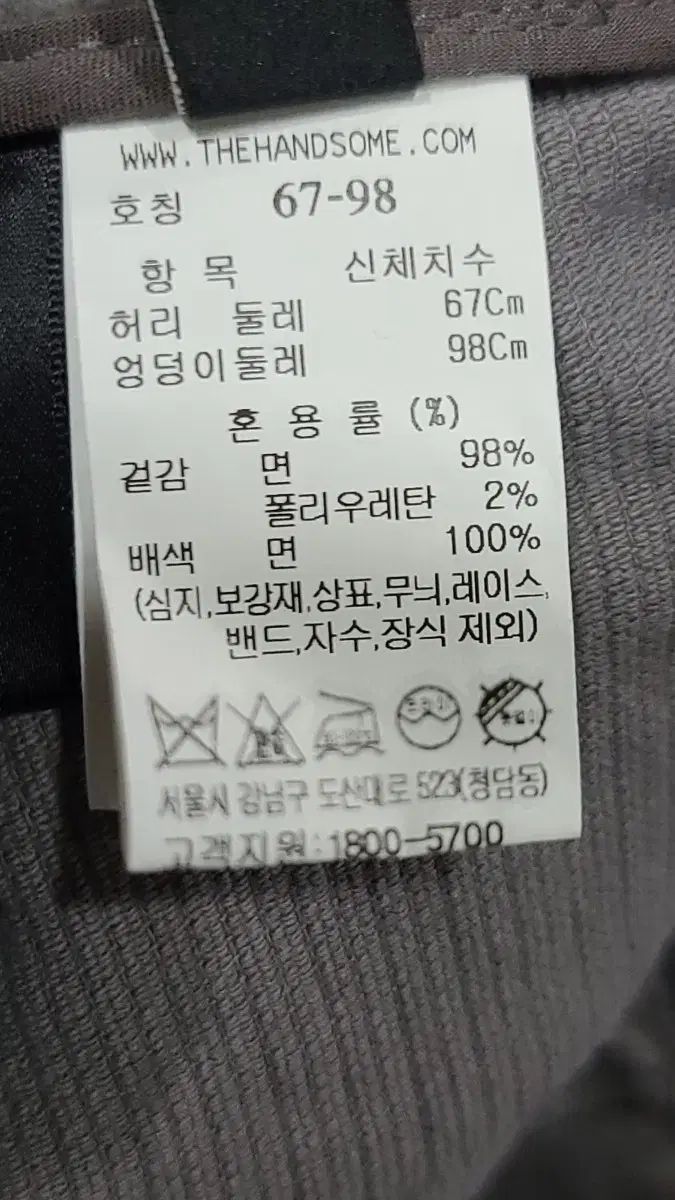 WWW.THEHANDSOME.COM
호칭 67-98
항 목 신체치수
허리 둘레 67Cm
엉덩이둘레 98Cm
혼 용 률 (%)
겉감 면 98%
폴리우레탄 2%
배색 면 100%
(심지,보강재,상표,무늬,레이스,
밴드,자수,장식 제외)
서울시 강남구 도산대로 523(청담동)
고객지원:1800-5700